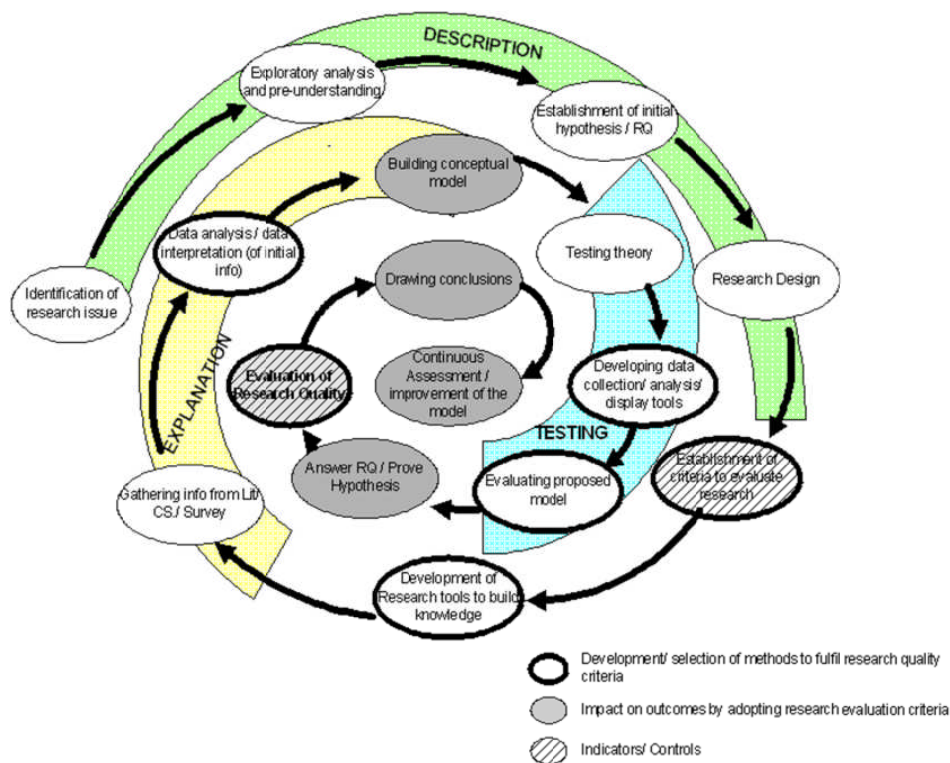 DESCRIPTION
Exploratory analysis
and pre-understanding
Establishment of initial
hypothesis / RQ
Building conceptual
model
Data analysis / data
interpretation (of initial
info)
Testing theory
Research Design
Identification of
research issue
Drawing conclusions
EXPLANATION
Evaluation of
Research Quality
Continuous Assessment /
improvement of the
model
Developing data
collection/ analysis/
display tools
TESTING
Answer RQ / Prove
Hypothesis
Evaluating proposed
model
Establishment of
criteria to evaluate
research
Gathering info from Lit/
CS./ Survey
Development of
Research tools to build
knowledge
Development/ selection of methods to fulfil research quality
criteria
Impact on outcomes by adopting research evaluation criteria
Indicators/ Controls